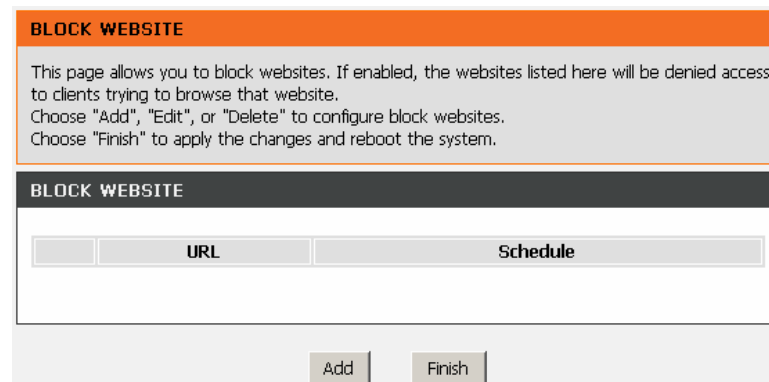 BLOCK WEBSITE
This page allows you to block websites. If enabled, the websites listed here will be denied access
to clients trying to browse that website.
Choose "Add", "Edit", or "Delete" to configure block websites.
Choose "Finish" to apply the changes and reboot the system.
BLOCK WEBSITE
URL Schedule
Add Finish